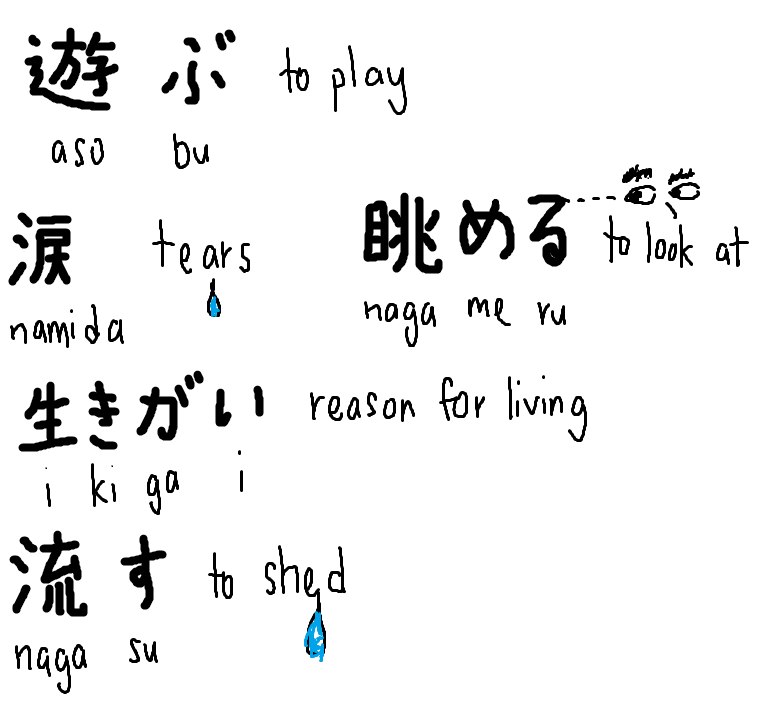 遊ぶ to play
aso bu
涙 tears
namida
眺める to look at
naga me ru
生きがい reason for living
i ki ga i
流す to shed
naga su